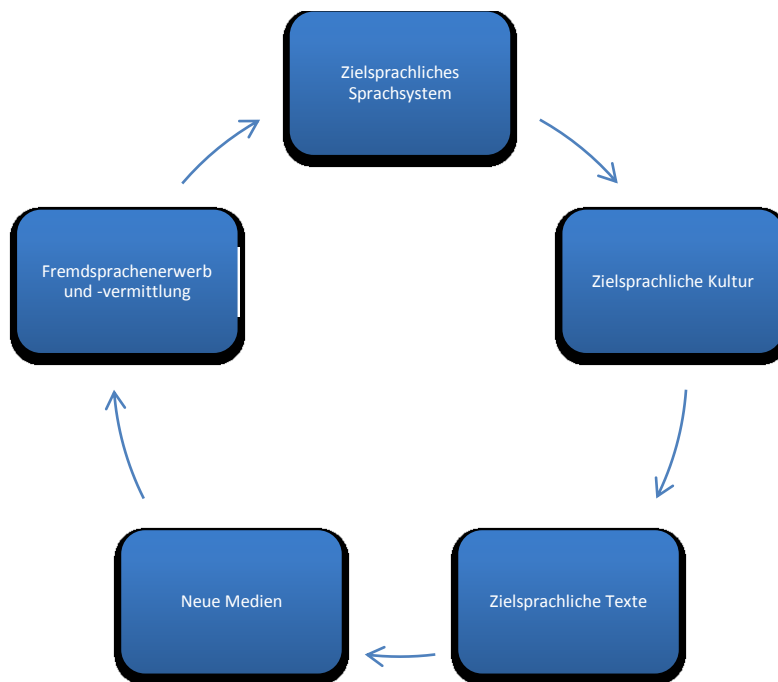 Zielsprachliches
Sprachsystem
Fremdsprachenerwerb
und -vermittlung
Zielsprachliche Kultur
Neue Medien
Zielsprachliche Texte